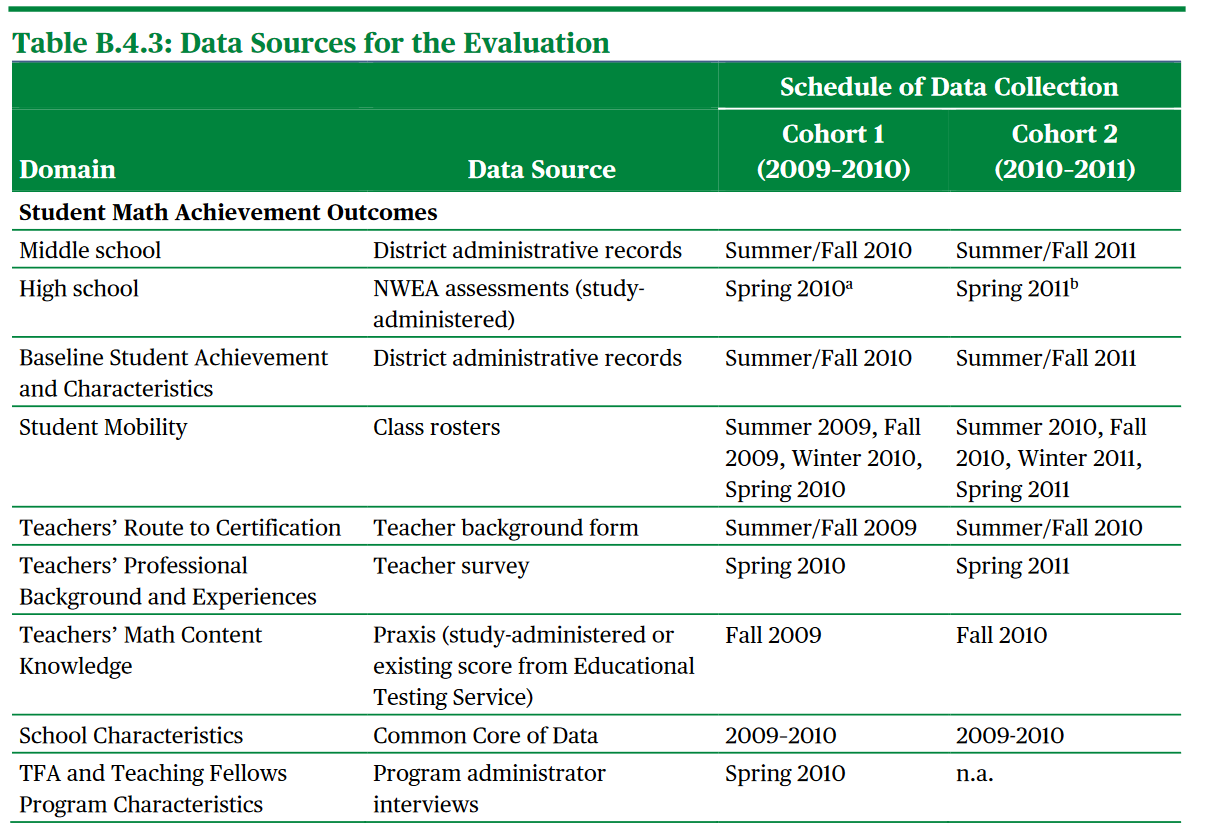 Table B.4.3: Data Sources for the Evaluation
Schedule of Data Collection
Domain Data Source Cohort 1 (2009–2010) Cohort 2 (2010–2011)
Student Math Achievement Outcomes
Middle school District administrative records Summer/Fall 2010 Summer/Fall 2011
High school NWEA assessments (study- Spring 2010ᵃ Spring 2011ᵇ
administered)
Baseline Student Achievement District administrative records Summer/Fall 2010 Summer/Fall 2011
and Characteristics
Student Mobility Class rosters Summer 2009, Fall Summer 2010, Fall
2009, Winter 2010, 2010, Winter 2011,
Spring 2010 Spring 2011
Teachers’ Route to Certification Teacher background form Summer/Fall 2009 Summer/Fall 2010
Teachers’ Professional Teacher survey Spring 2010 Spring 2011
Background and Experiences
Teachers’ Math Content Praxis (study-administered or Fall 2009 Fall 2010
Knowledge existing score from Educational
Testing Service)
School Characteristics Common Core of Data 2009–2010 2009-2010
TFA and Teaching Fellows Program administrator Spring 2010 n.a.
Program Characteristics interviews